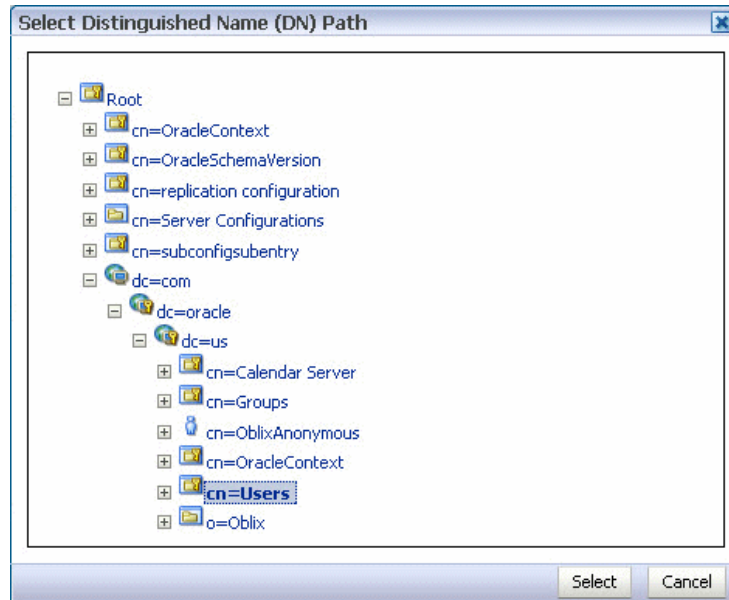 Select Distinguished Name (DN) Path
Root
cn=OracleContext
cn=OracleSchemaVersion
cn=replication configuration
cn=Server Configurations
cn=subconfigsubentry
dc=com
dc=oracle
dc=us
cn=Calendar Server
cn=Groups
cn=OblixAnonymous
cn=OracleContext
cn=Users
o=Oblix
Select Cancel